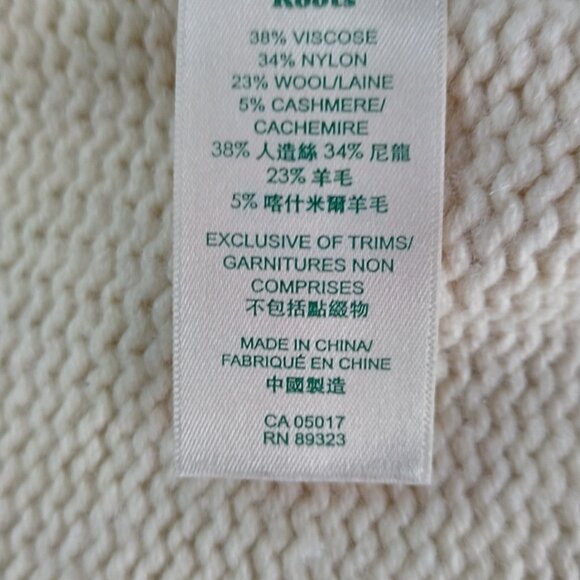 Roots
38% VISCOSE
34% NYLON
23% WOOL/LAINE
5% CASHMERE/
CACHEMIRE
38% 人造絲 34% 尼龍
23% 羊毛
5% 喀什米爾羊毛
EXCLUSIVE OF TRIMS/
GARNITURES NON
COMPRISES
不包括點綴物
MADE IN CHINA/
FABRIQUÉ EN CHINE
中國製造
CA 05017
RN 89323